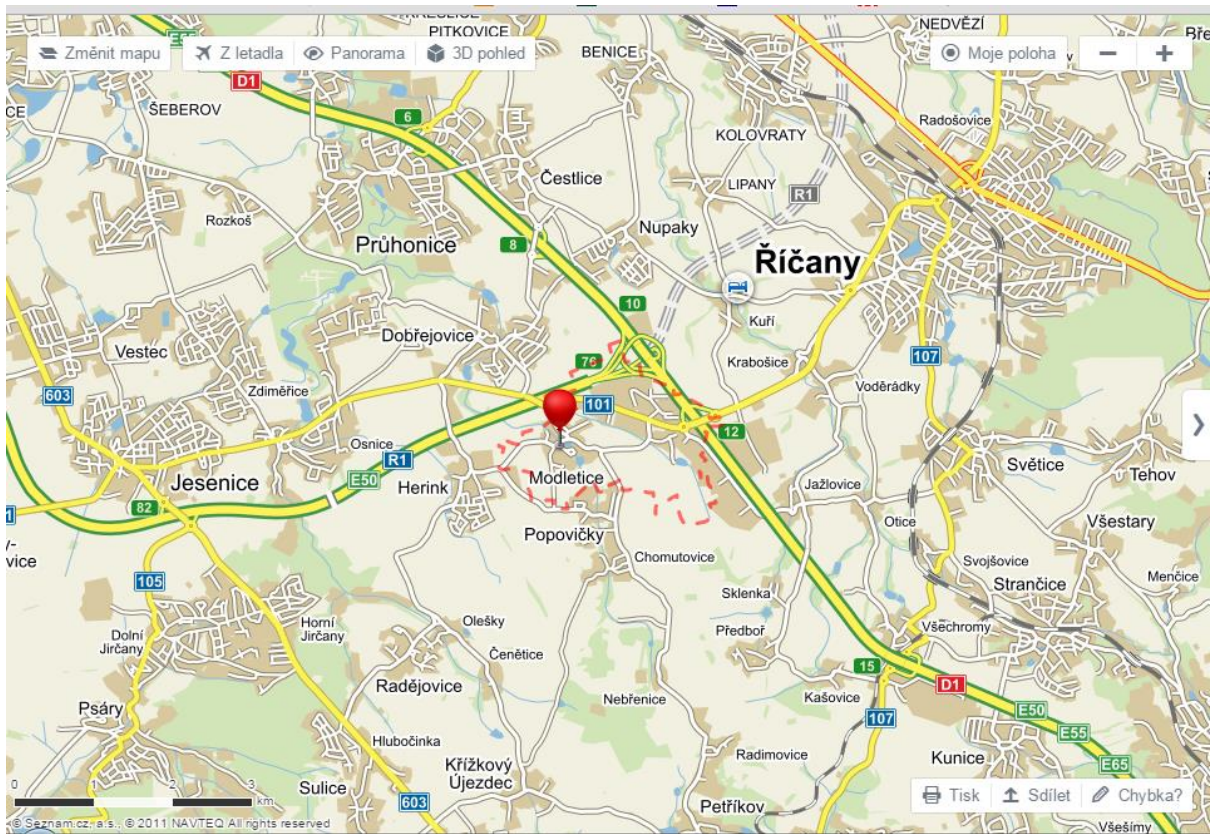 KŘESLICE
PITKOVICE
NEDVĚZÍ
E65
Změnit mapu
Z letadla
Panorama
3D pohled
BENICE
Moje poloha
D1
ŠEBEROV
6
KOLOVRATY
Radošovice
Čestlice
LIPANY
R1
Rozkoš
Nupaky
Průhonice
8
Říčany
10
Kuří
Dobřejovice
Vestec
76
Krabošice
107
603
Zdiměřice
101
Voděrádky
12
Osnice
R1
E50
Modletice
Světice
Tehov
Jesenice
Herink
Jažlovice
82
Popovičky
Otice
Všestary
Chomutovice
Svojšovice
Menčice
105
Strančice
Sklenka
Horní
Jirčany
Olešky
Dolní
Jirčany
Předboř
Všechromy
Čenětice
15
Radějovice
Nebřenice
Kašovice
D1
Psáry
107
E50
E55
Hlubočinka
Radimovice
Kunice
E65
Křížkový
Újezdec
0 1 2 3
km
Sulice
603
Petříkov
Tisk
Sdílet
Chybka?
© Seznam.cz, a.s., © 2011 NAVTEQ All rights reserved
Všešímy